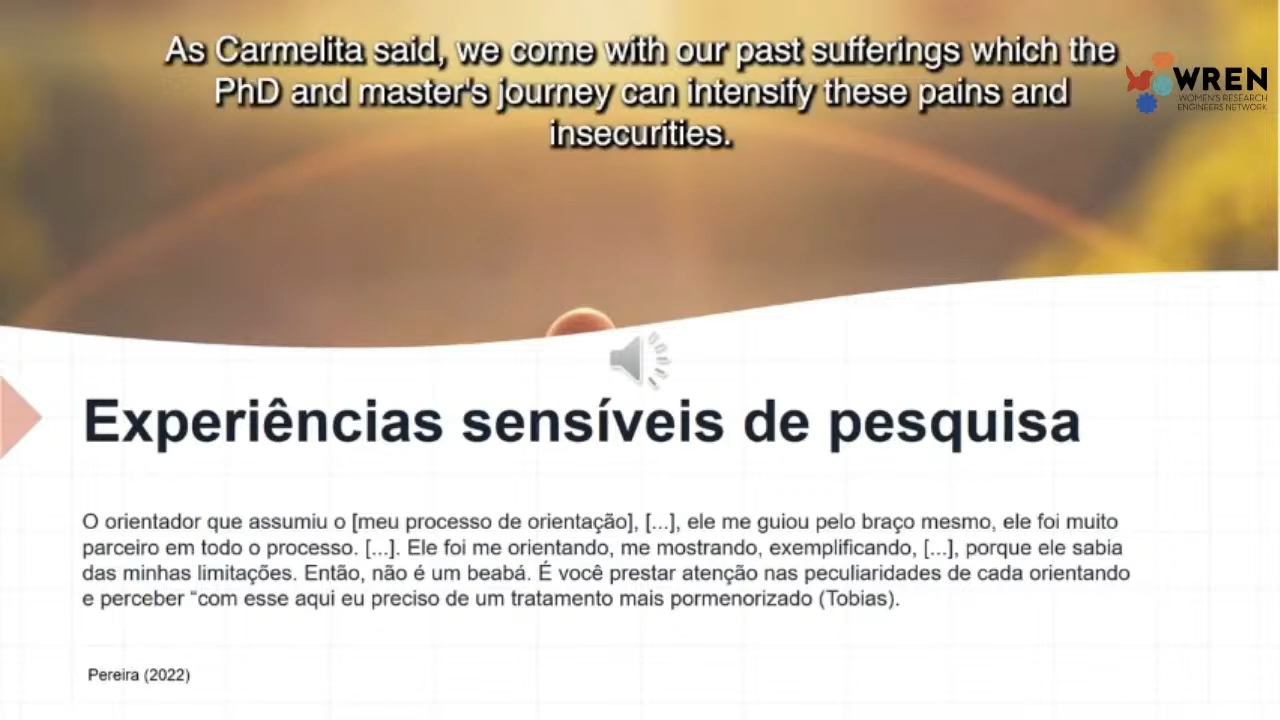 As Carmelita said, we come with our past sufferings which the
PhD and master's journey can intensify these pains and
insecurities.
WREN
WOMEN'S RESEARCH
ENGINEERS NETWORK
Experiências sensíveis de pesquisa
O orientador que assumiu o [meu processo de orientação], [...], ele me guiou pelo braço mesmo, ele foi muito
parceiro em todo o processo. [...]. Ele foi me orientando, me mostrando, exemplificando, [...], porque ele sabia
das minhas limitações. Então, não é um beabá. É você prestar atenção nas peculiaridades de cada orientando
e perceber “com esse aqui eu preciso de um tratamento mais pormenorizado (Tobias).
Pereira (2022)